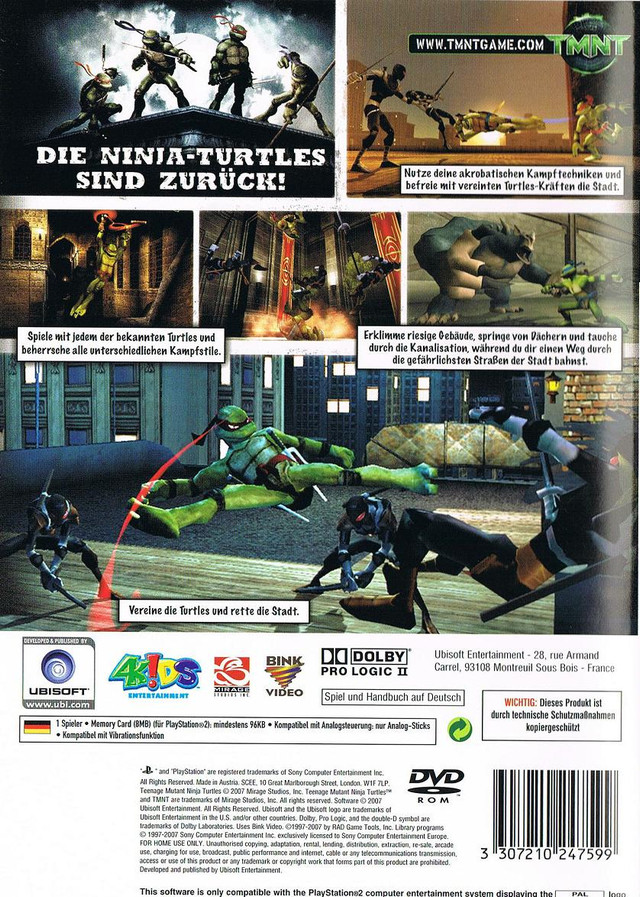 WWW.TMNTGAME.COM
TMNT
DIE NINJA-TURTLES
SIND ZURÜCK!
Nutze deine akrobatischen Kampftechniken und
befreie mit vereinten Turtles-Kräften die Stadt.
Spiele mit jedem der bekannten Turtles und
beherrsche alle unterschiedlichen Kampfstile.
Erklimme riesige Gebäude, springe von Dächern und tauche
durch die Kanalisation, während du dir einen Weg durch
die gefährlichsten Straßen der Stadt bahnst.
Vereine die Turtles und rette die Stadt.
DEVELOPED & PUBLISHED BY
UBISOFT
www.ubi.com
4K!DS
ENTERTAINMENT
MIRAGE
STUDIOS INC.
BINK
VIDEO
DOLBY
PRO LOGIC II
Spiel und Handbuch auf Deutsch
Ubisoft Entertainment - 28, rue Armand
Carrel, 93108 Montreuil Sous Bois - France
WICHTIG: Dieses Produkt ist
durch technische Schutzmaßnahmen
kopiergeschützt
1 Spieler • Memory Card (8MB) (für PlayStation®2): mindestens 96KB • Kompatibel mit Analogsteuerung: nur Analog-Sticks
• Kompatibel mit Vibrationsfunktion
" " and "PlayStation" are registered trademarks of Sony Computer Entertainment Inc.
All Rights Reserved. Made in Austria. SCEE, 10 Great Marlborough Street, London. W1F 7LP.
Teenage Mutant Ninja Turtles © 2007 Mirage Studios, Inc. Teenage Mutant Ninja Turtles™
and TMNT are trademarks of Mirage Studios, Inc. All rights reserved. Software © 2007
Ubisoft Entertainment. All Rights Reserved. Ubisoft and the Ubisoft logo are trademarks of
Ubisoft Entertainment in the U.S. and/or other countries. Dolby, Pro Logic, and the double-D symbol are
trademarks of Dolby Laboratories. Uses Bink Video. ©1997-2007 by RAD Game Tools, Inc. Library programs
© 1997-2007 Sony Computer Entertainment Inc. exclusively licensed to Sony Computer Entertainment Europe.
FOR HOME USE ONLY. Unauthorised copying, adaptation, rental, lending, distribution, extraction, re-sale, arcade
use, charging for use, broadcast, public performance and internet, cable or any telecommunications transmission,
access or use of this product or any trademark or copyright work that forms part of this product are prohibited.
Developed and published by Ubisoft Entertainment.
DVD
ROM
3 307210 247599
This software is only compatible with the PlayStation®2 computer entertainment system displaying the PAL logo